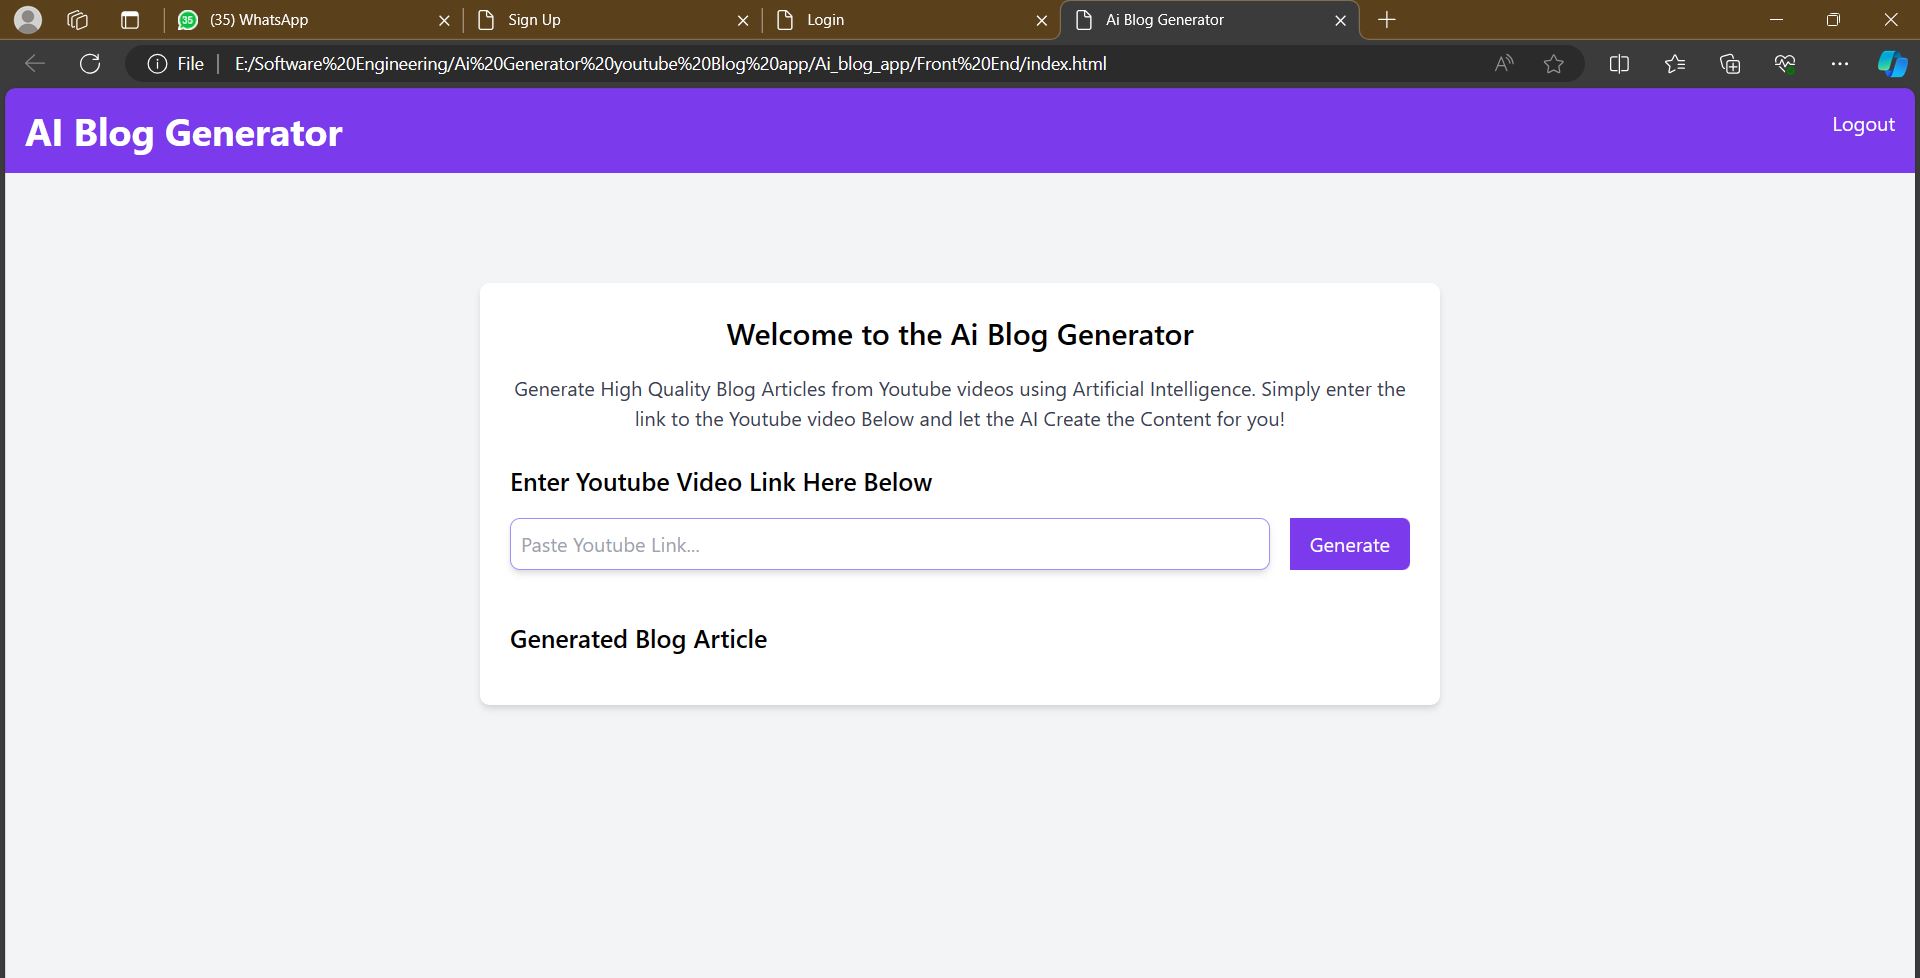 (35) WhatsApp
Sign Up
Login
Ai Blog Generator
File
E:/Software%20Engineering/Ai%20Generator%20youtube%20Blog%20app/Ai_blog_app/Front%20End/index.html
AI Blog Generator
Logout
Welcome to the Ai Blog Generator
Generate High Quality Blog Articles from Youtube videos using Artificial Intelligence. Simply enter the
link to the Youtube video Below and let the AI Create the Content for you!
Enter Youtube Video Link Here Below
Paste Youtube Link...
Generate
Generated Blog Article